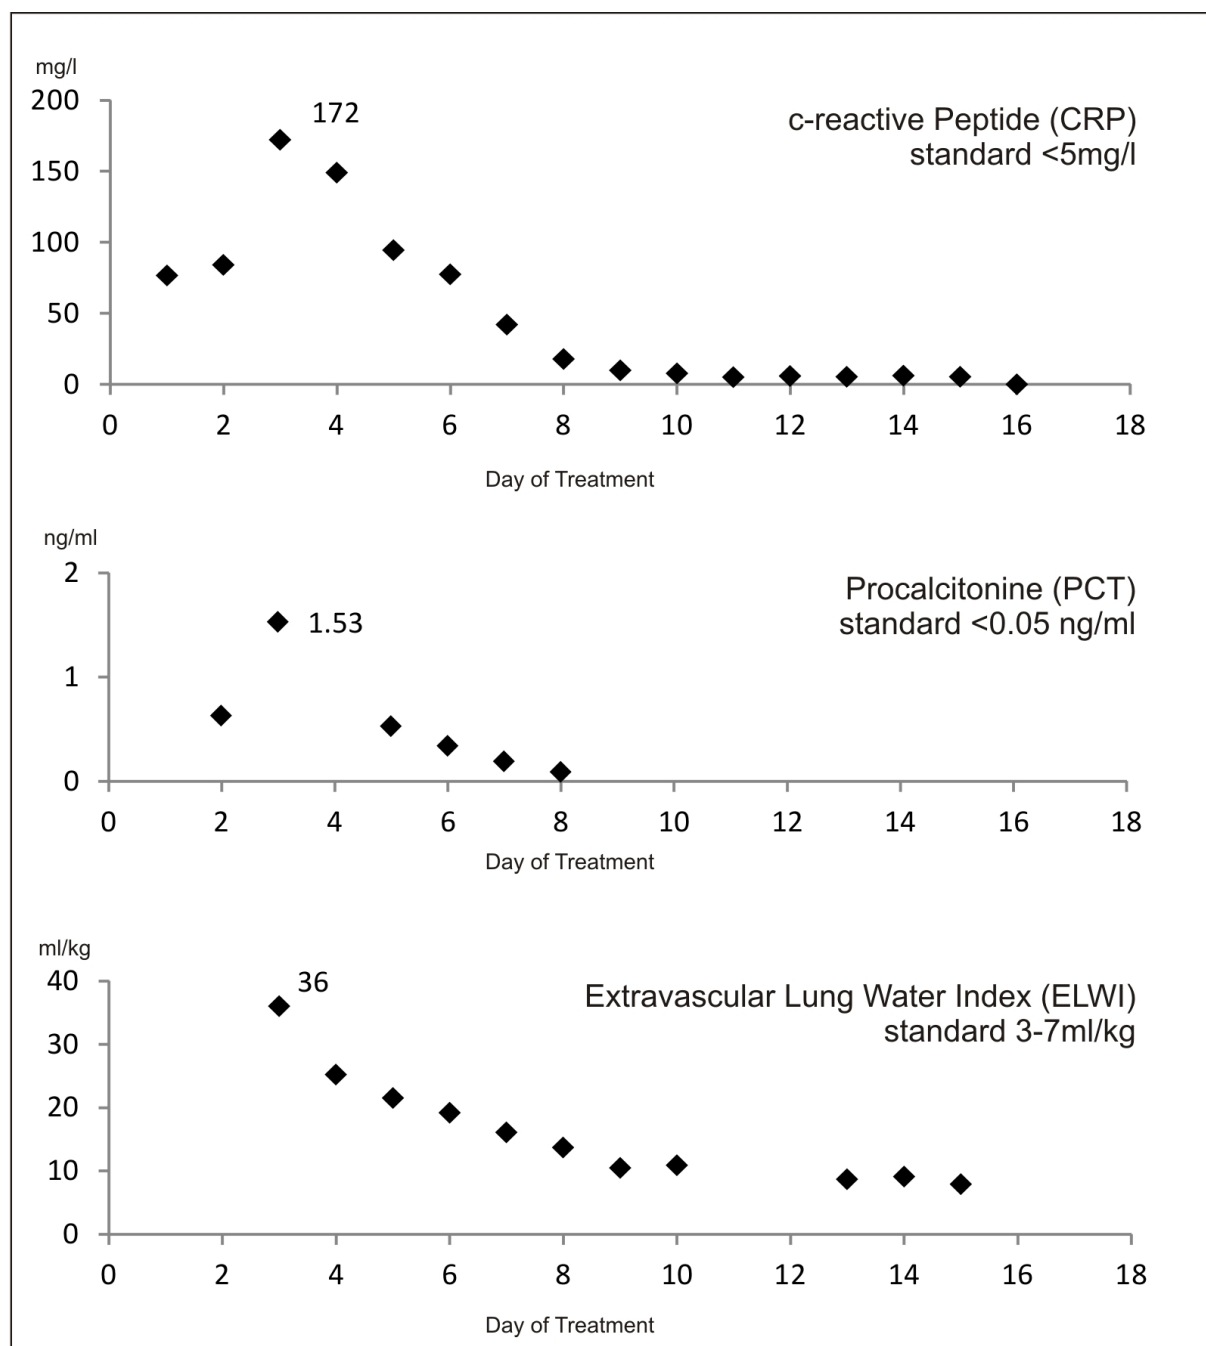 mg/l
200
172
c-reactive Peptide (CRP)
standard <5mg/l
150
100
50
0
0 2 4 6 8 10 12 14 16 18
Day of Treatment
ng/ml
2
Procalcitonine (PCT)
1.53
standard <0.05 ng/ml
1
0
0 2 4 6 8 10 12 14 16 18
Day of Treatment
ml/kg
40
36
Extravascular Lung Water Index (ELWI)
standard 3-7ml/kg
30
20
10
0
0 2 4 6 8 10 12 14 16 18
Day of Treatment